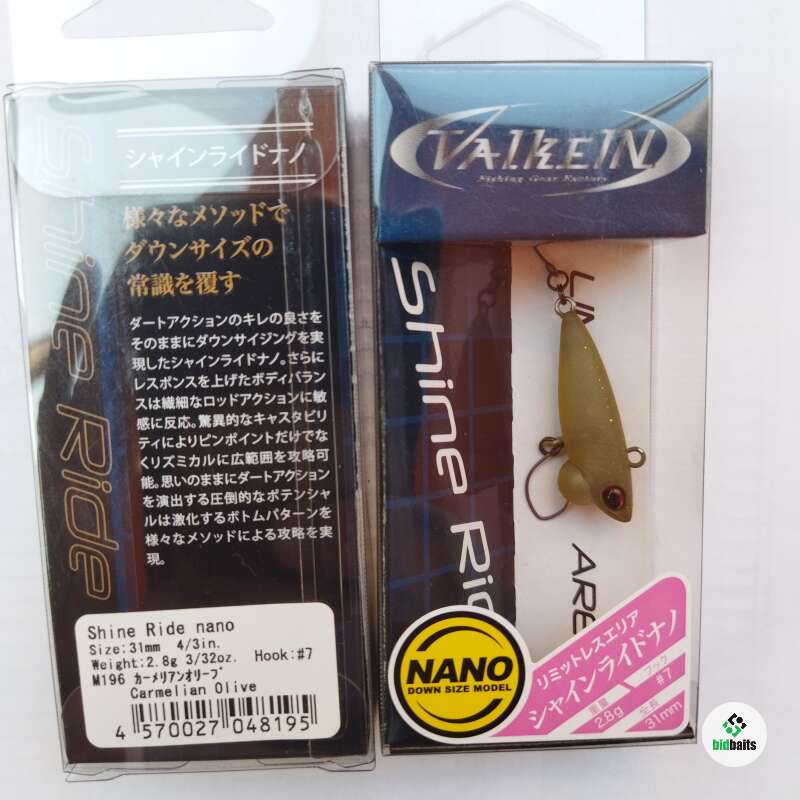 Shine Ride
シャインライドナノ
様々なメソッドで
ダウンサイズの
常識を覆す
ダートアクションのキレの良さを
そのままにダウンサイジングを実
現したシャインライドナノ。さらに
レスポンスを上げたボディバラン
スは繊細なロッドアクションに敏
感に反応。驚異的なキャスタビリ
ティによりピンポイントだけでな
くリズミカルに広範囲を攻略可
能。思いのままにダートアクション
を演出する圧倒的なポテンシャ
ルは激化するボトムパターンを
様々なメソッドによる攻略を実
現。
Shine Ride nano
Size:31mm 4/3in.
Weight:2.8g 3/32oz. Hook:#7
M196 カーメリアンオリーブ
Carmelian Olive
4 570027 048195
VALKEIN
Fishing Gear Factory
Shine Rid
LIM
ARE
NANO
DOWN SIZE MODEL
リミットレスエリア
シャインライドナノ
重量
2.8g
フック
#7
全長
31mm
bidbaits